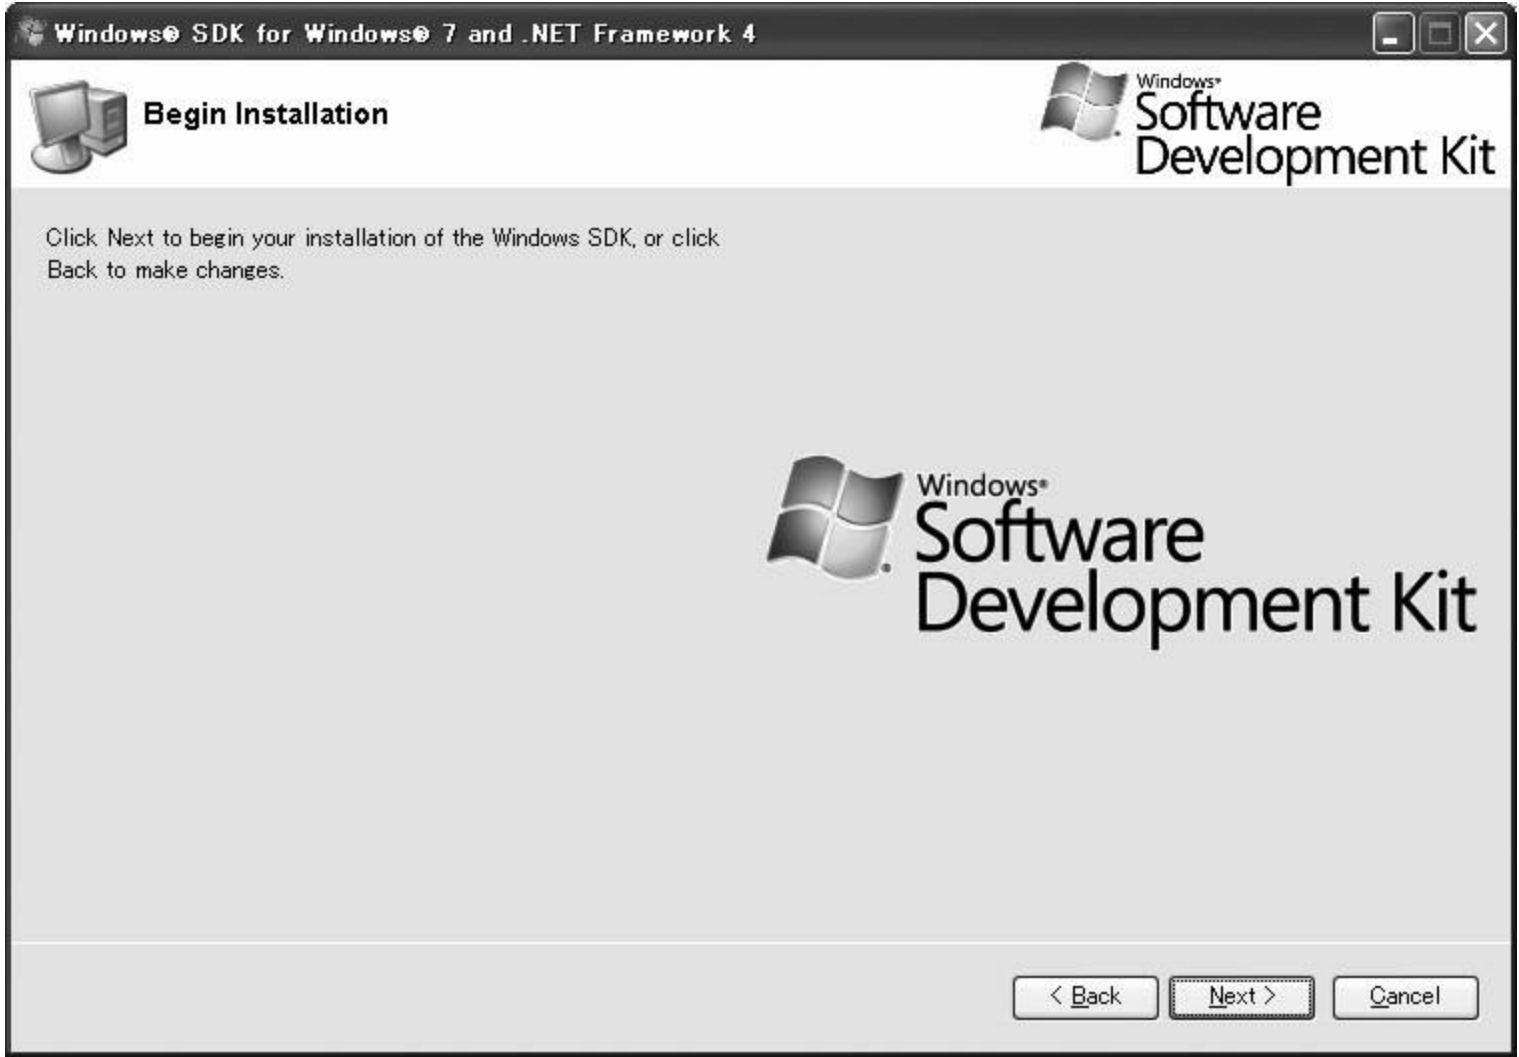 Windows® SDK for Windows® 7 and .NET Framework 4
Begin Installation
Windows®
Software
Development Kit
Click Next to begin your installation of the Windows SDK, or click
Back to make changes.
Windows®
Software
Development Kit
< Back
Next >
Cancel